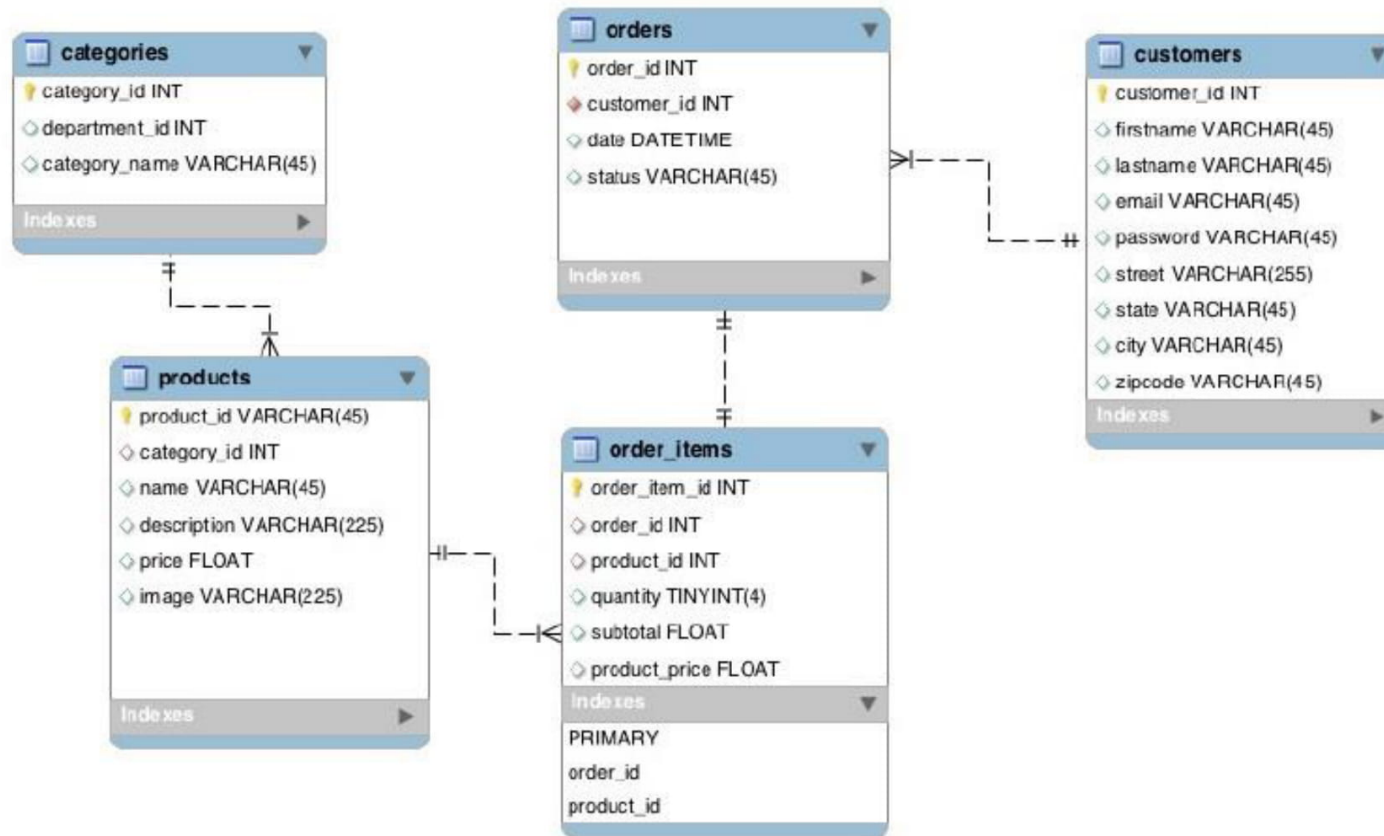 categories
category_id INT
department_id INT
category_name VARCHAR(45)
Indexes
orders
order_id INT
customer_id INT
date DATETIME
status VARCHAR(45)
Indexes
customers
customer_id INT
firstname VARCHAR(45)
lastname VARCHAR(45)
email VARCHAR(45)
password VARCHAR(45)
street VARCHAR(255)
state VARCHAR(45)
city VARCHAR(45)
zipcode VARCHAR(45)
Indexes
products
product_id VARCHAR(45)
category_id INT
name VARCHAR(45)
description VARCHAR(225)
price FLOAT
image VARCHAR(225)
Indexes
order_items
order_item_id INT
order_id INT
product_id INT
quantity TINYINT(4)
subtotal FLOAT
product_price FLOAT
Indexes
PRIMARY
order_id
product_id